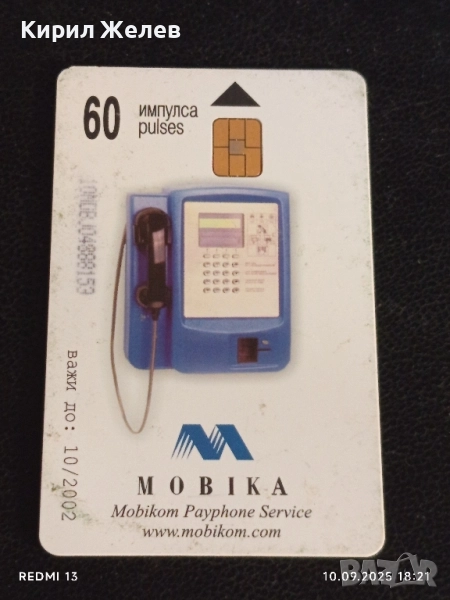 Кирил Желев
60 импулса
pulses
важи до: 10/2002
MOBIKA
Mobikom Payphone Service
www.mobikom.com
REDMI 13
10.09.2025 18:21
BAZAR